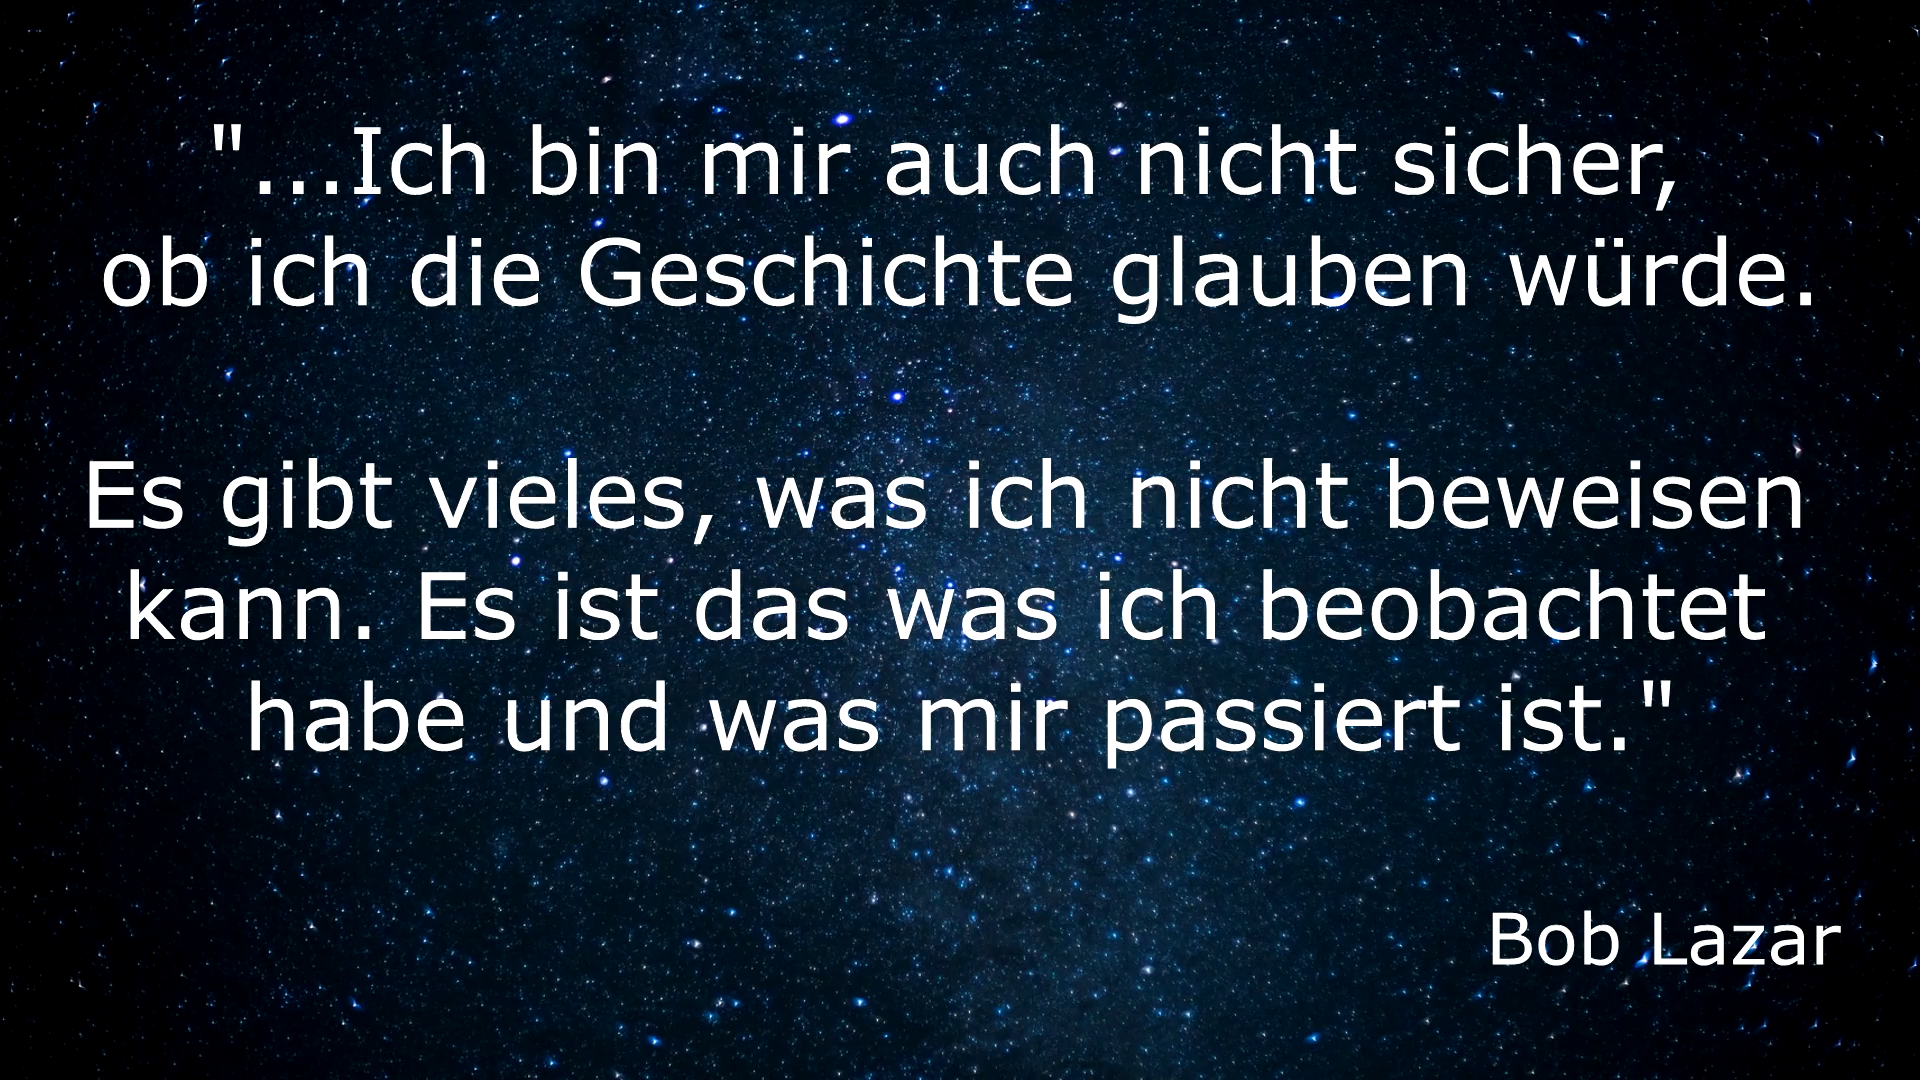 "...Ich bin mir auch nicht sicher,
ob ich die Geschichte glauben würde.
Es gibt vieles, was ich nicht beweisen
kann. Es ist das was ich beobachtet
habe und was mir passiert ist."
Bob Lazar